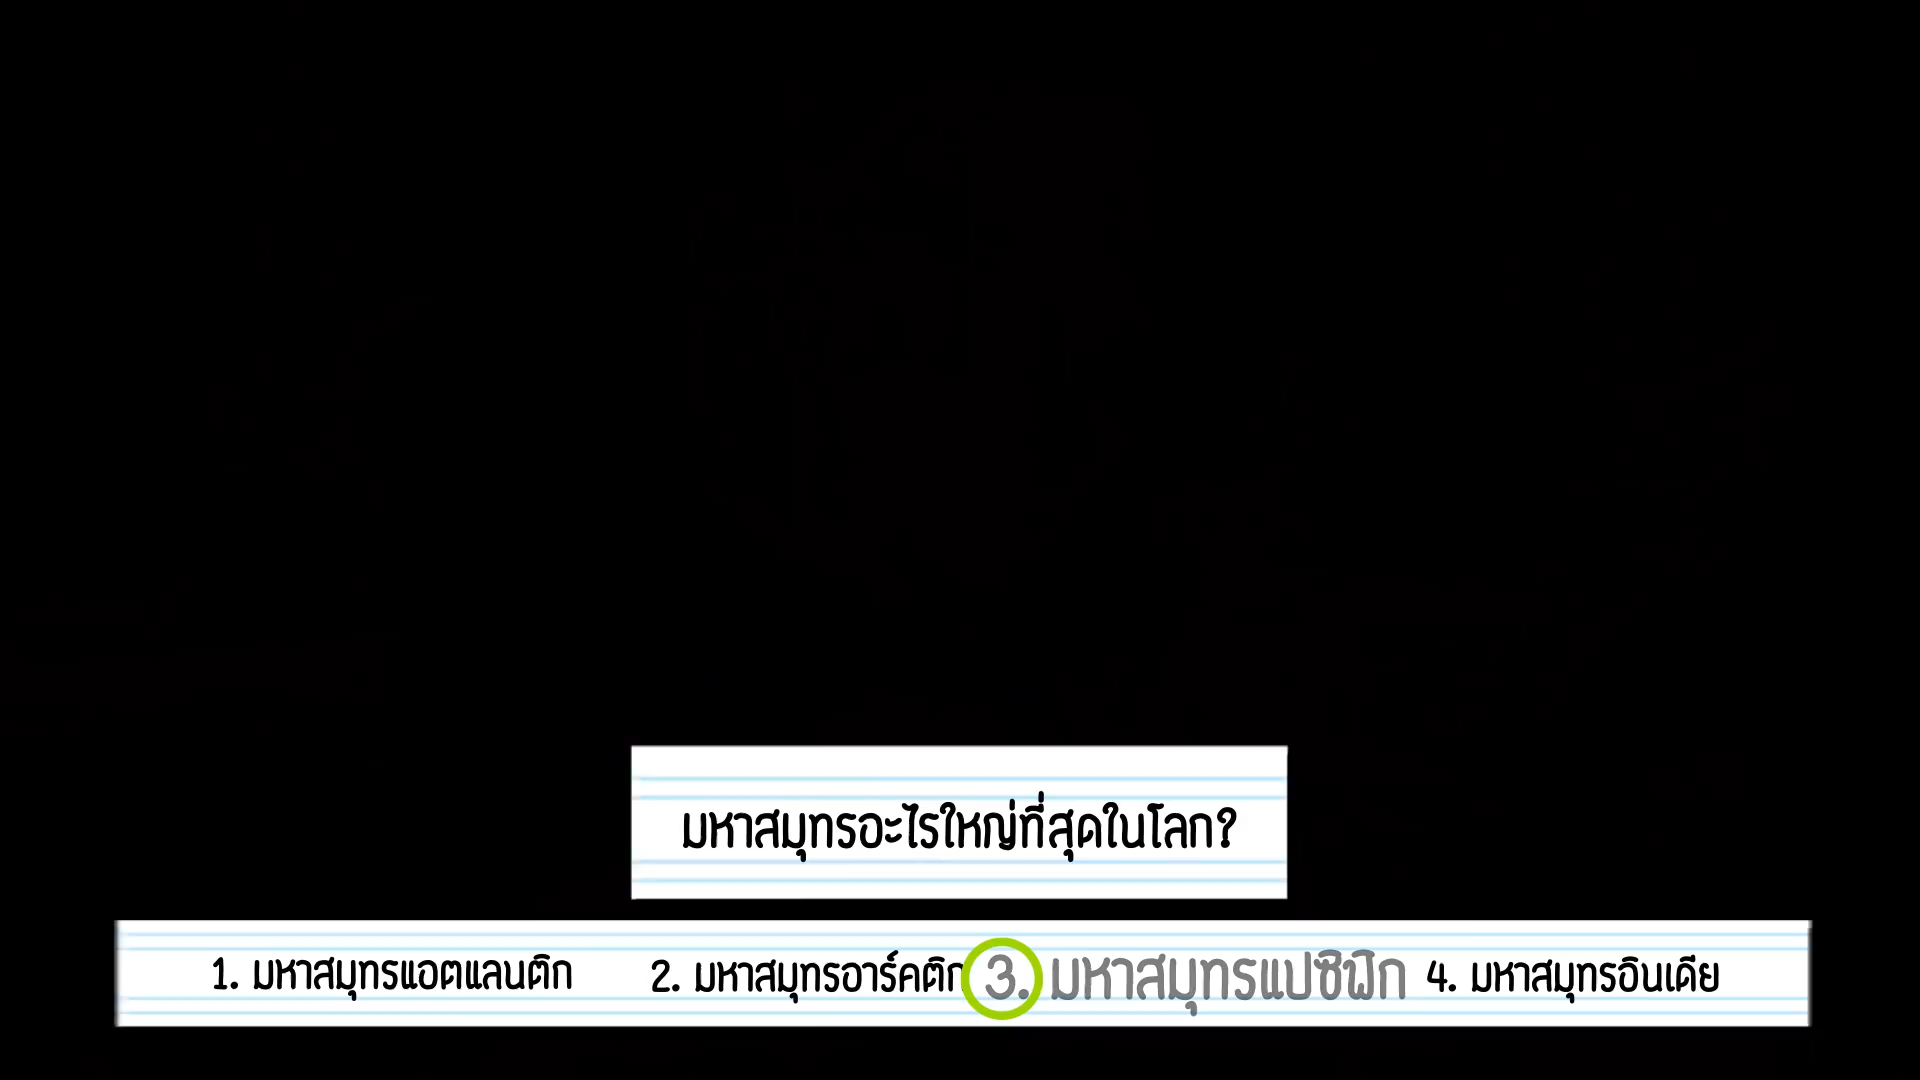 มหาสมุทรอะไรใหญ่ที่สุดในโลก?
1. มหาสมุทรแอตแลนติก 2. มหาสมุทรอาร์คติก 3. มหาสมุทรแปซิฟิก 4. มหาสมุทรอินเดีย